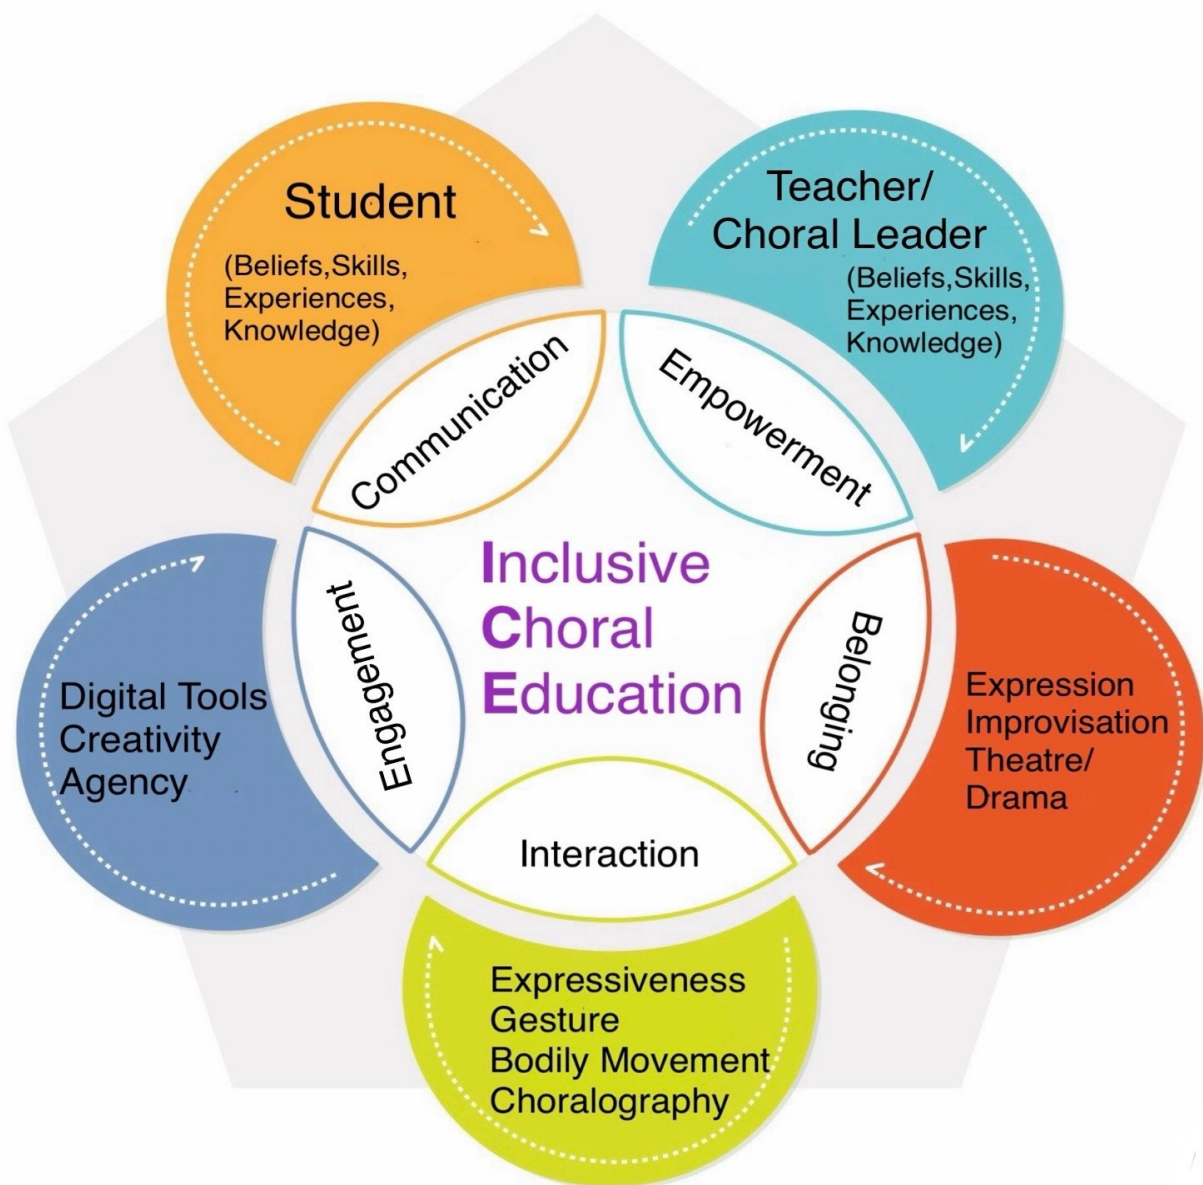 Student
(Beliefs,Skills,
Experiences,
Knowledge)
Teacher/
Choral Leader
(Beliefs,Skills,
Experiences,
Knowledge)
Communication
Empowerment
Inclusive
Choral
Education
Engagement
Belonging
Digital Tools
Creativity
Agency
Expression
Improvisation
Theatre/
Drama
Interaction
Expressiveness
Gesture
Bodily Movement
Choralography